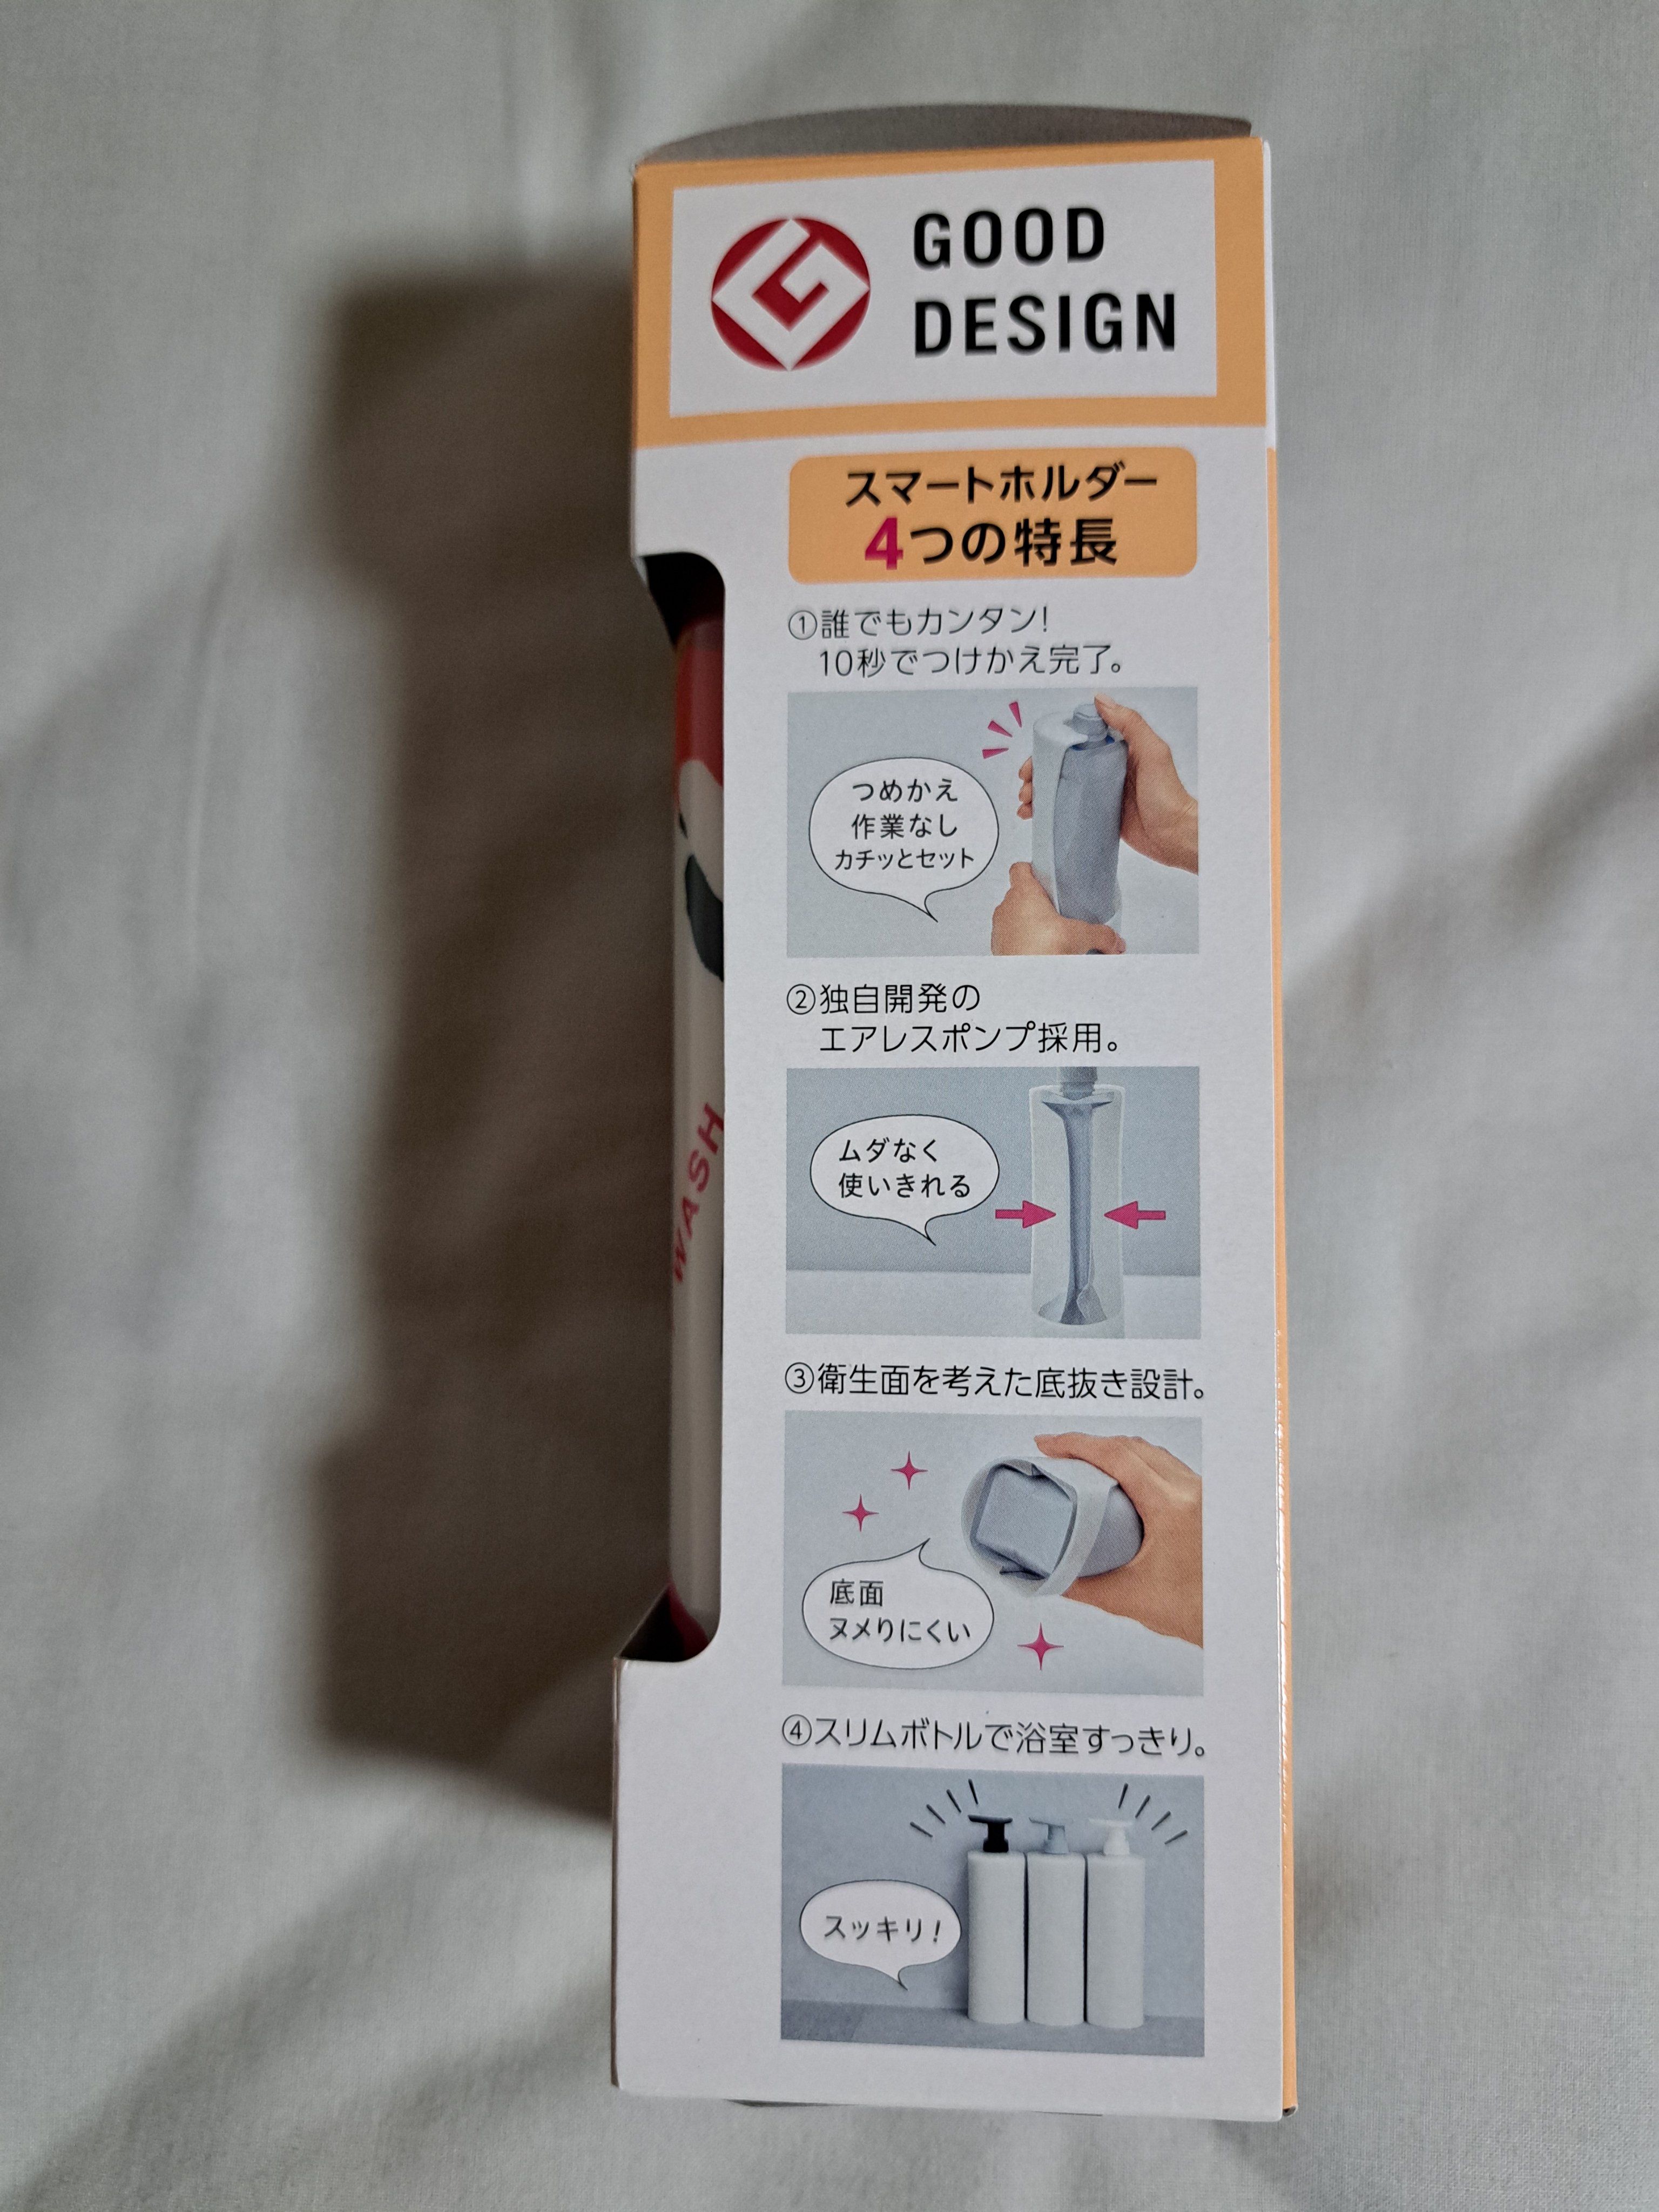 GOOD
DESIGN
スマートホルダー
4つの特長
①誰でもカンタン!
10秒でつけかえ完了。
つめかえ
作業なし
カチッとセット
②独自開発の
エアレスポンプ採用。
ムダなく
使いきれる
WASH
③衛生面を考えた底抜き設計。
底面
ヌメりにくい
④スリムボトルで浴室すっきり。
スッキリ!